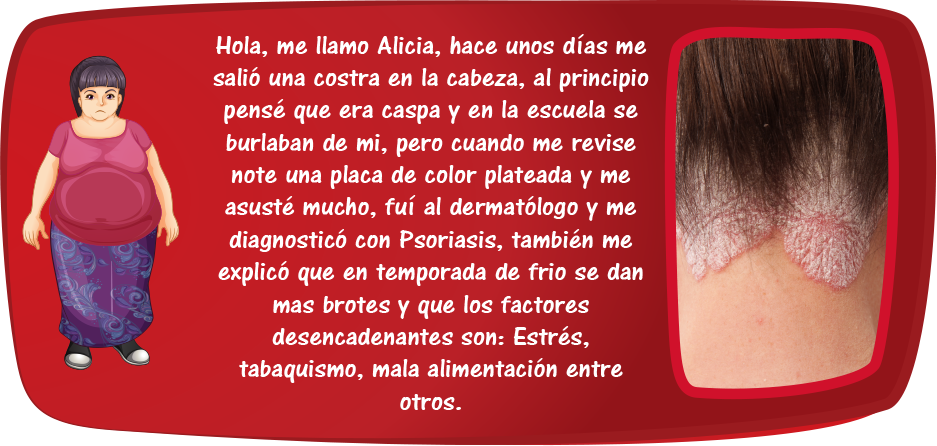 Hola, me llamo Alicia, hace unos días me
salió una costra en la cabeza, al principio
pensé que era caspa y en la escuela se
burlaban de mi, pero cuando me revise
note una placa de color plateada y me
asusté mucho, fuí al dermatólogo y me
diagnosticó con Psoriasis, también me
explicó que en temporada de frio se dan
mas brotes y que los factores
desencadenantes son: Estrés,
tabaquismo, mala alimentación entre
otros.